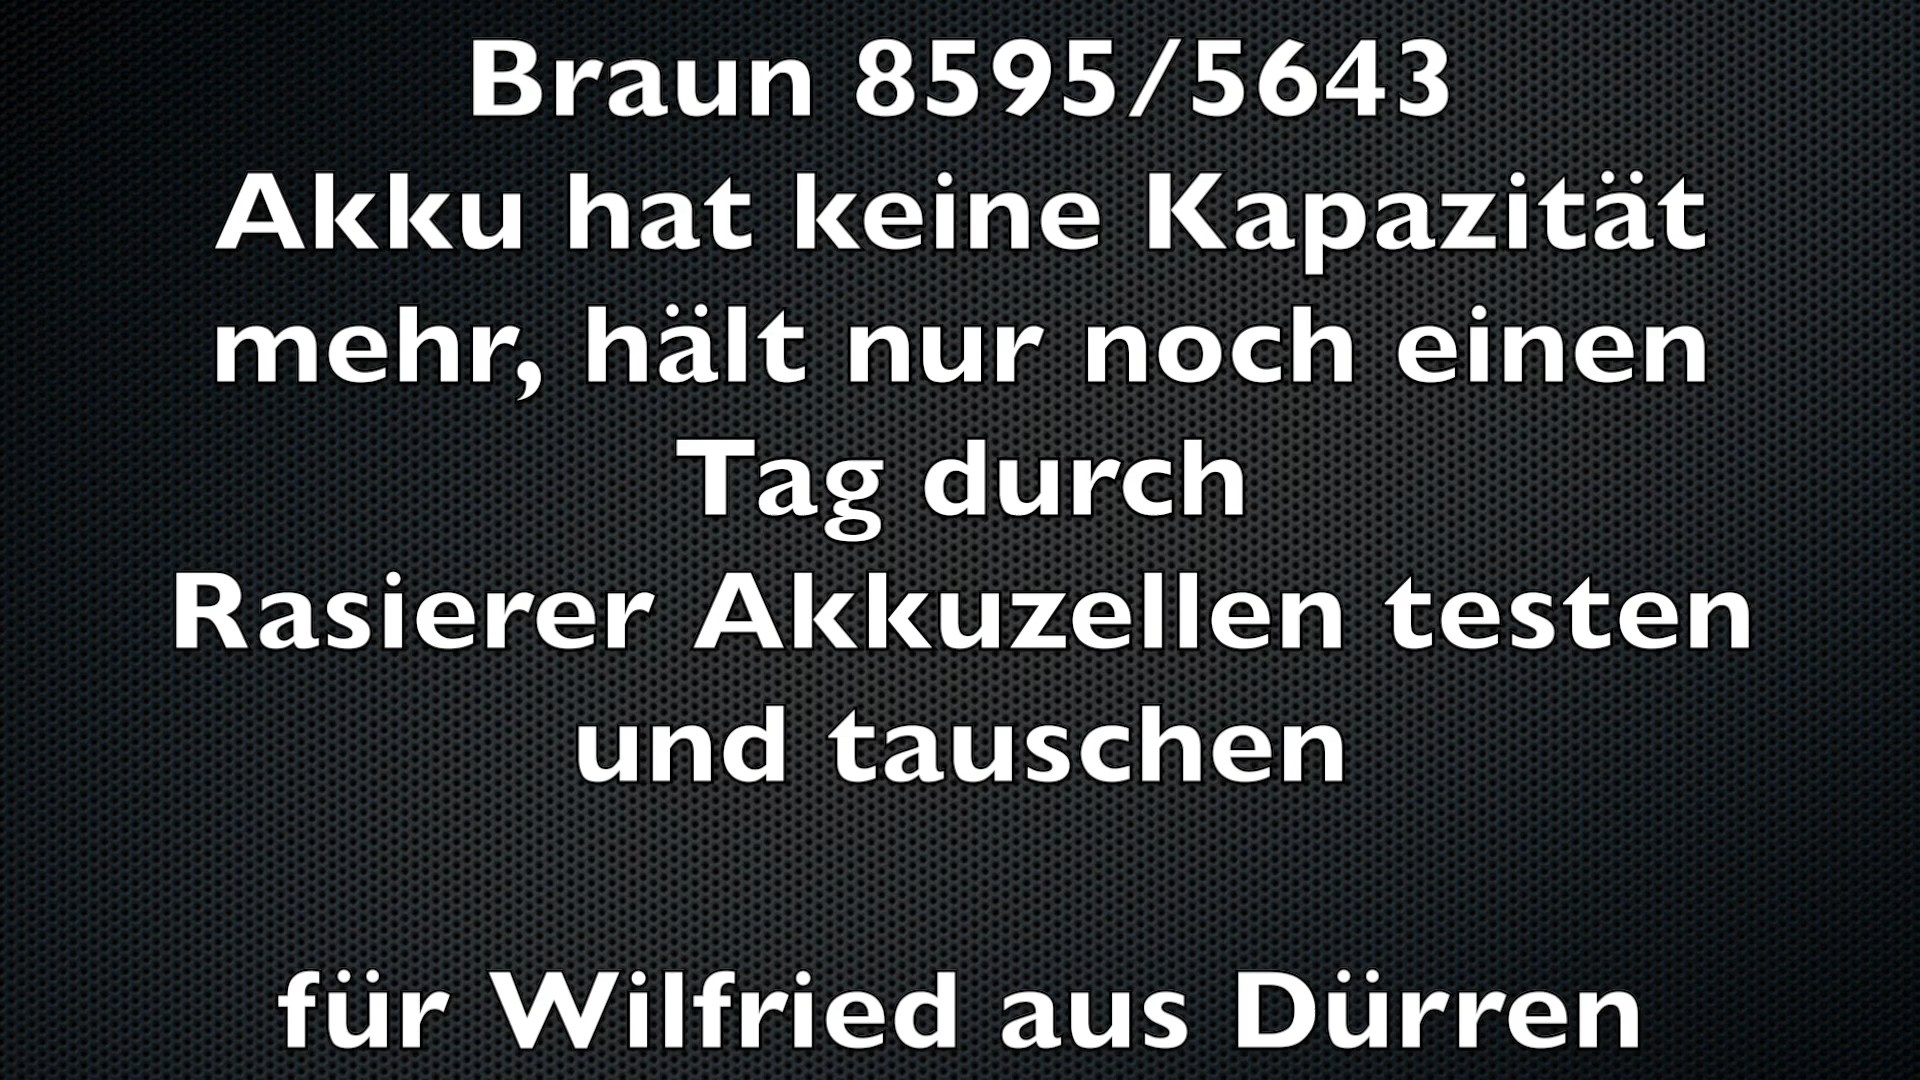 Braun 8595/5643
Akku hat keine Kapazität
mehr, hält nur noch einen
Tag durch
Rasierer Akkuzellen testen
und tauschen
für Wilfried aus Dürren